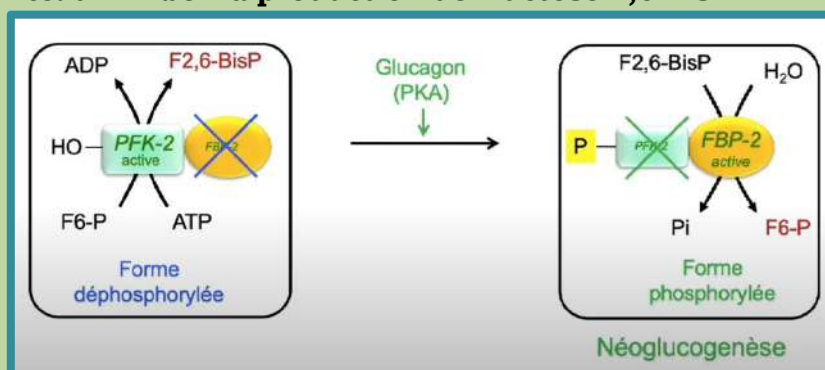 ADP
F2,6-BisP
HO
PFK-2
active
FBP-2
F6-P
ATP
Forme
déphosphorylée
Glucagon
(PKA)
F2,6-BisP
H₂O
P
PFK-2
FBP-2
active
Pi
F6-P
Forme
phosphorylée
Néoglucogenèse